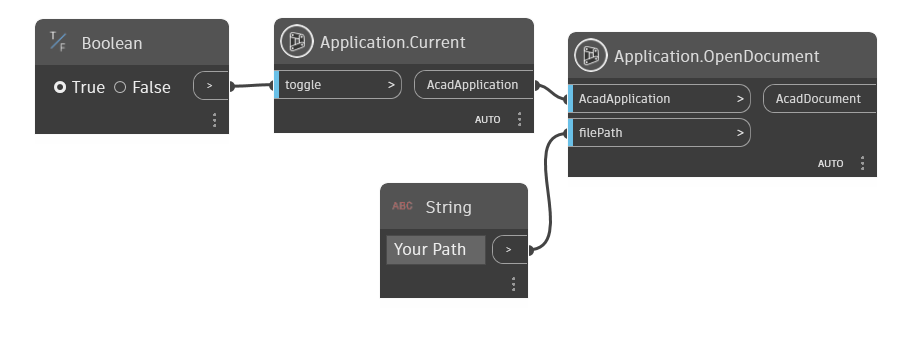 T/F Boolean
True False >
Application.Current
toggle > AcadApplication
AUTO
Application.OpenDocument
AcadApplication > AcadDocument
filePath >
AUTO
ABC String
Your Path >